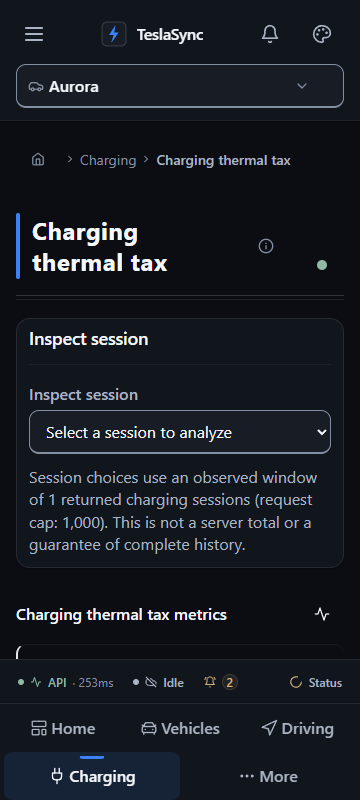 TeslaSync
Aurora
Charging
Charging thermal tax
Charging
thermal tax
Inspect session
Inspect session
Select a session to analyze
Session choices use an observed window
of 1 returned charging sessions (request
cap: 1,000). This is not a server total or a
guarantee of complete history.
Charging thermal tax metrics
API · 253ms
Idle
2
Status
Home
Vehicles
Driving
Charging
More